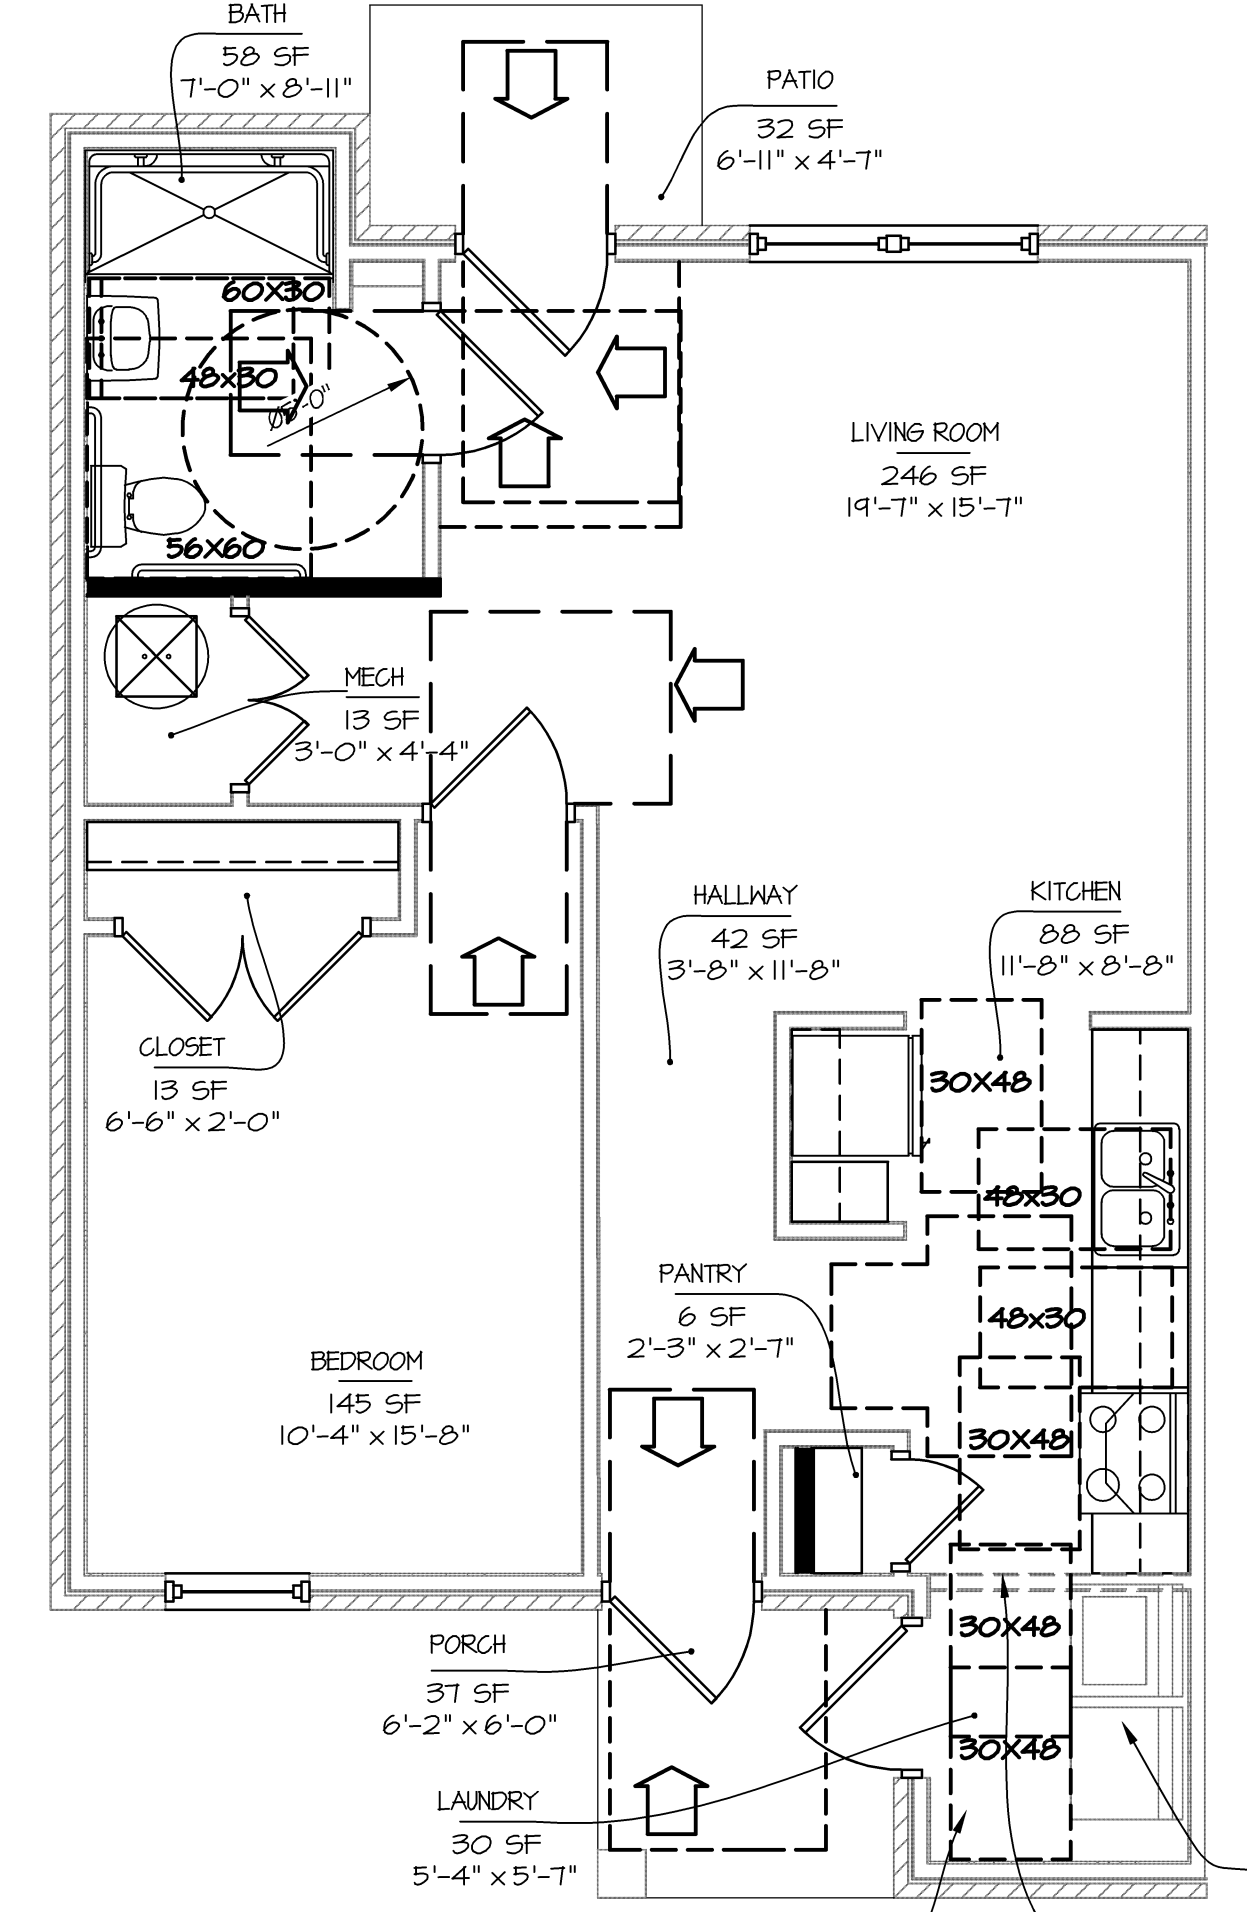 BATH
58 SF
7'-0" x 8'-11"
PATIO
32 SF
6'-11" x 4'-7"
60X30
48x30
Ø5'-0"
56X60
LIVING ROOM
246 SF
19'-7" x 15'-7"
MECH
13 SF
3'-0" x 4'-4"
HALLWAY
42 SF
3'-8" x 11'-8"
KITCHEN
88 SF
11'-8" x 8'-8"
CLOSET
13 SF
6'-6" x 2'-0"
30X48
48x30
PANTRY
6 SF
2'-3" x 2'-7"
48x30
BEDROOM
145 SF
10'-4" x 15'-8"
30X48
30X48
PORCH
37 SF
6'-2" x 6'-0"
30X48
LAUNDRY
30 SF
5'-4" x 5'-7"